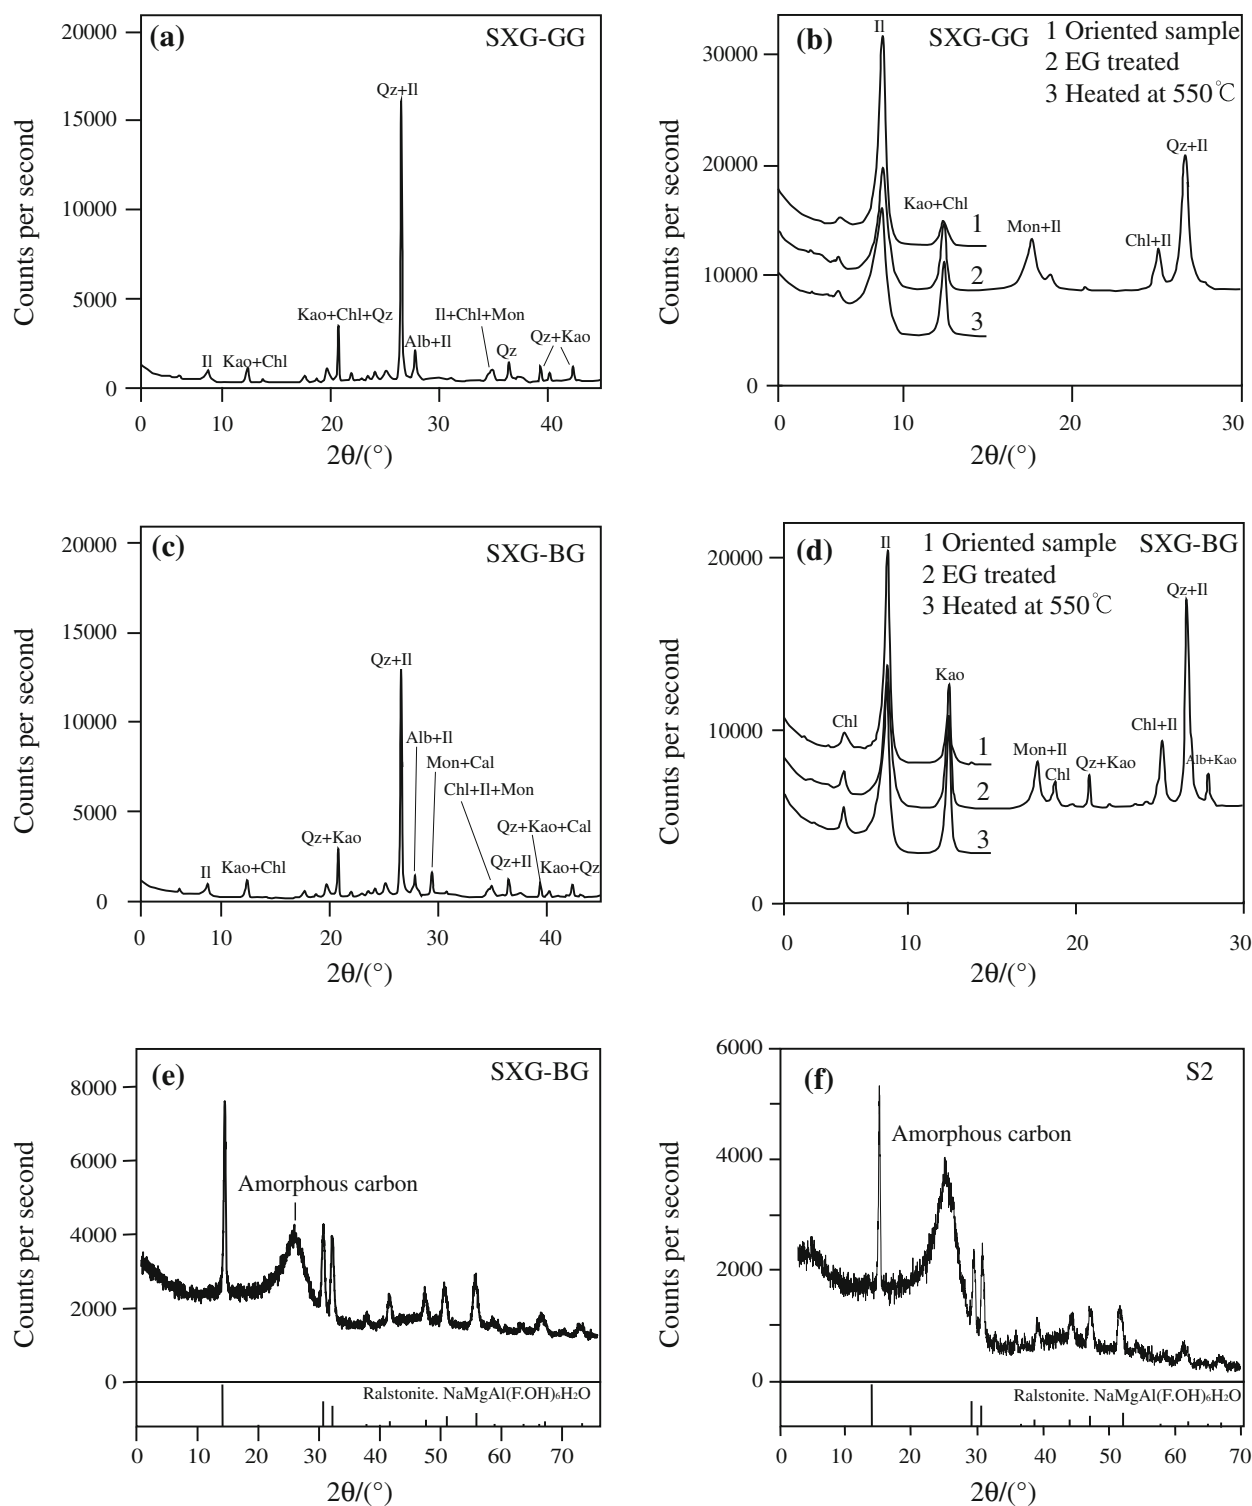 (a) SXG-GG
20000
15000
10000
5000
0
Counts per second
Qz+Il
Kao+Chl+Qz
Il+Chl+Mon
Qz+Kao
Alb+Il
Qz
Il
Kao+Chl
0 10 20 30 40
2θ/(°)
(b) SXG-GG
1 Oriented sample
2 EG treated
3 Heated at 550℃
30000
20000
10000
0
Counts per second
Il
Kao+Chl
Mon+Il
Chl+Il
Qz+Il
1
2
3
0 10 20 30
2θ/(°)
(c) SXG-BG
20000
15000
10000
5000
0
Counts per second
Qz+Il
Alb+Il
Mon+Cal
Chl+Il+Mon
Qz+Kao+Cal
Qz+Kao
Qz+Il
Kao+Qz
Il
Kao+Chl
0 10 20 30 40
2θ/(°)
(d) SXG-BG
1 Oriented sample
2 EG treated
3 Heated at 550℃
20000
10000
0
Counts per second
Il
Qz+Il
Kao
Chl
Chl+Il
Mon+Il
Chl
Qz+Kao
Alb+Kao
1
2
3
0 10 20 30
2θ/(°)
(e) SXG-BG
8000
6000
4000
2000
0
Counts per second
Amorphous carbon
Ralstonite. NaMgAl(F.OH)₆H₂O
0 10 20 30 40 50 60 70
2θ/(°)
(f) S2
6000
4000
2000
0
Counts per second
Amorphous carbon
Ralstonite. NaMgAl(F.OH)₆H₂O
0 10 20 30 40 50 60 70
2θ/(°)